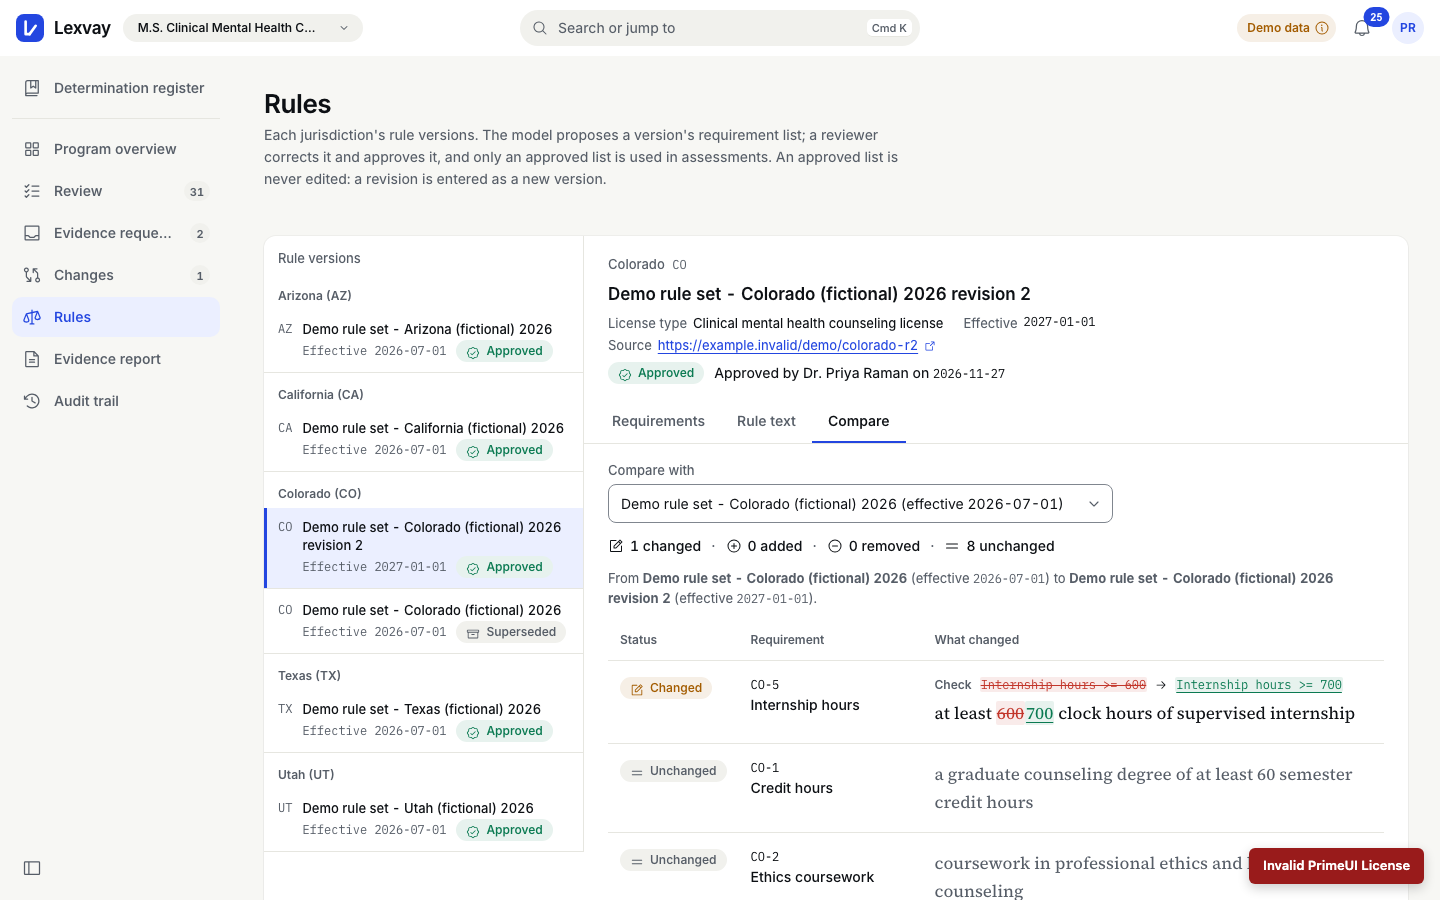 Lexvay
M.S. Clinical Mental Health C...
Search or jump to
Cmd K
Demo data
25
PR
Determination register
Program overview
Review
31
Evidence reque...
2
Changes
1
Rules
Evidence report
Audit trail
Rules
Each jurisdiction's rule versions. The model proposes a version's requirement list; a reviewer
corrects it and approves it, and only an approved list is used in assessments. An approved list is
never edited: a revision is entered as a new version.
Rule versions
Arizona (AZ)
AZ Demo rule set - Arizona (fictional) 2026
Effective 2026-07-01 Approved
California (CA)
CA Demo rule set - California (fictional) 2026
Effective 2026-07-01 Approved
Colorado (CO)
CO Demo rule set - Colorado (fictional) 2026
revision 2
Effective 2027-01-01 Approved
CO Demo rule set - Colorado (fictional) 2026
Effective 2026-07-01 Superseded
Texas (TX)
TX Demo rule set - Texas (fictional) 2026
Effective 2026-07-01 Approved
Utah (UT)
UT Demo rule set - Utah (fictional) 2026
Effective 2026-07-01 Approved
Colorado CO
Demo rule set - Colorado (fictional) 2026 revision 2
License type Clinical mental health counseling license Effective 2027-01-01
Source https://example.invalid/demo/colorado-r2
Approved Approved by Dr. Priya Raman on 2026-11-27
Requirements Rule text Compare
Compare with
Demo rule set - Colorado (fictional) 2026 (effective 2026-07-01)
1 changed · 0 added · 0 removed · 8 unchanged
From Demo rule set - Colorado (fictional) 2026 (effective 2026-07-01) to Demo rule set - Colorado (fictional) 2026
revision 2 (effective 2027-01-01).
Status Requirement What changed
Changed
CO-5
Internship hours
Check Internship hours >= 600 → Internship hours >= 700
at least 600 700 clock hours of supervised internship
Unchanged
CO-1
Credit hours
a graduate counseling degree of at least 60 semester
credit hours
Unchanged
CO-2
Ethics coursework
coursework in professional ethics and
counseling
Invalid PrimeUI License